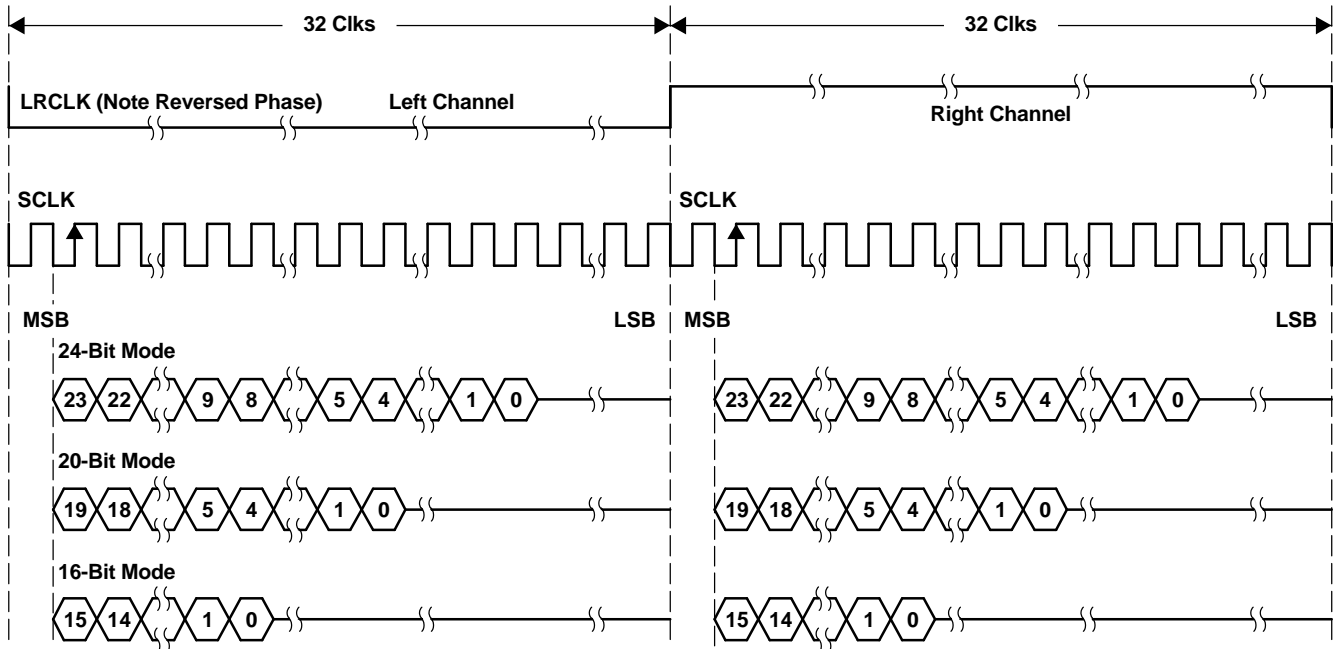 32 Clks 32 Clks
LRCLK (Note Reversed Phase) Left Channel
Right Channel
SCLK SCLK
MSB LSB MSB LSB
24-Bit Mode
23 22 9 8 5 4 1 0 23 22 9 8 5 4 1 0
20-Bit Mode
19 18 5 4 1 0 19 18 5 4 1 0
16-Bit Mode
15 14 1 0 15 14 1 0